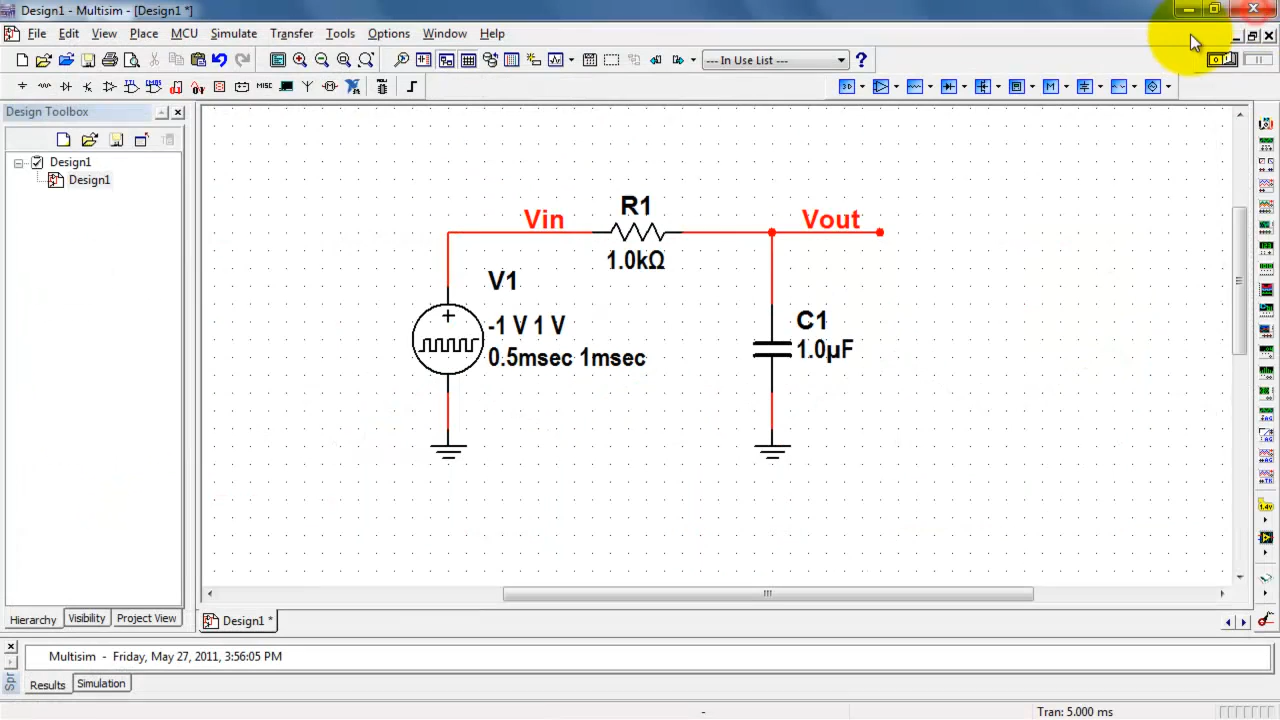 Design1 - Multisim - [Design1 *]
File Edit View Place MCU Simulate Transfer Tools Options Window Help
--- In Use List ---
MISC
Design Toolbox
Design1
Design1
Vin
R1
1.0kΩ
Vout
V1
-1 V 1 V
0.5msec 1msec
C1
1.0µF
Hierarchy Visibility Project View
Design1 *
Multisim - Friday, May 27, 2011, 3:56:05 PM
Results Simulation
Spr
- Tran: 5.000 ms